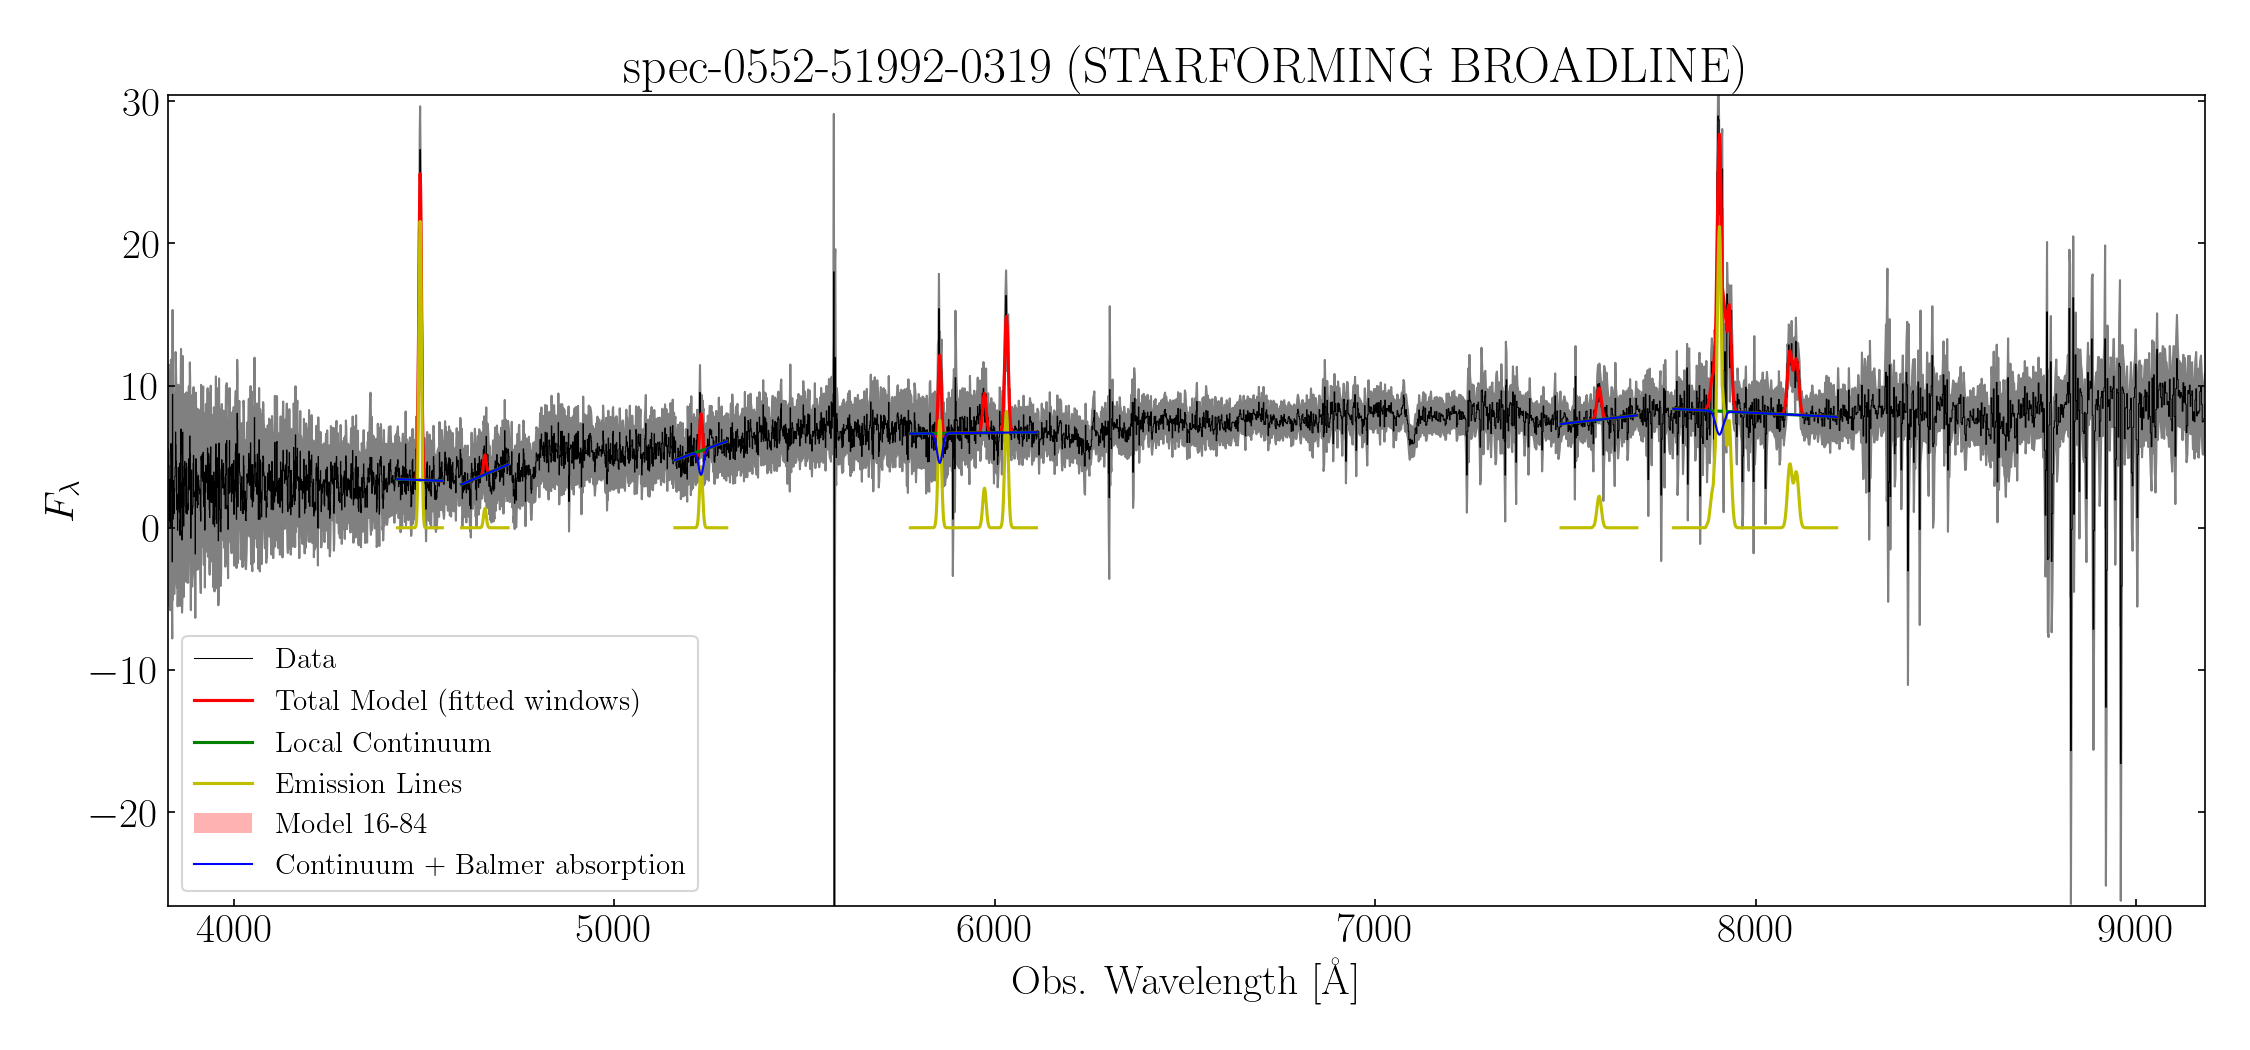 spec-0552-51992-0319 (STARFORMING BROADLINE)
30
20
10
0
−10
−20
F_λ
Data
Total Model (fitted windows)
Local Continuum
Emission Lines
Model 16-84
Continuum + Balmer absorption
4000 5000 6000 7000 8000 9000
Obs. Wavelength [Å]